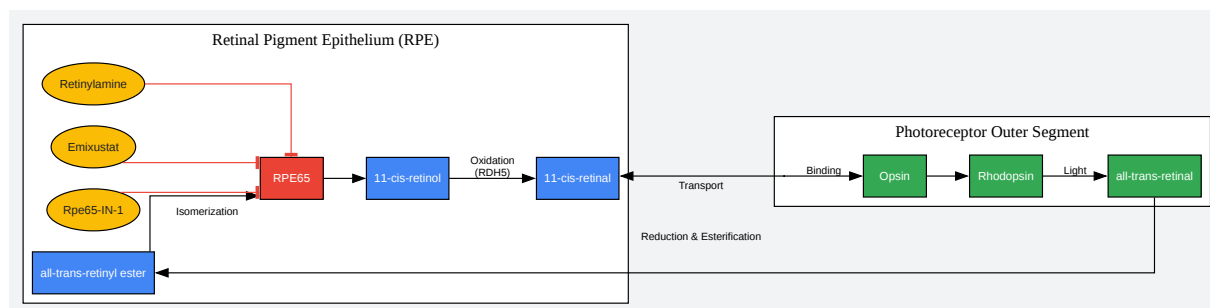 Retinal Pigment Epithelium (RPE)
Retinylamine
Emixustat
Rpe65-IN-1
all-trans-retinyl ester
Isomerization
RPE65
11-cis-retinol
Oxidation
(RDH5)
11-cis-retinal
Transport
Reduction & Esterification
Photoreceptor Outer Segment
Binding
Opsin
Rhodopsin
Light
all-trans-retinal